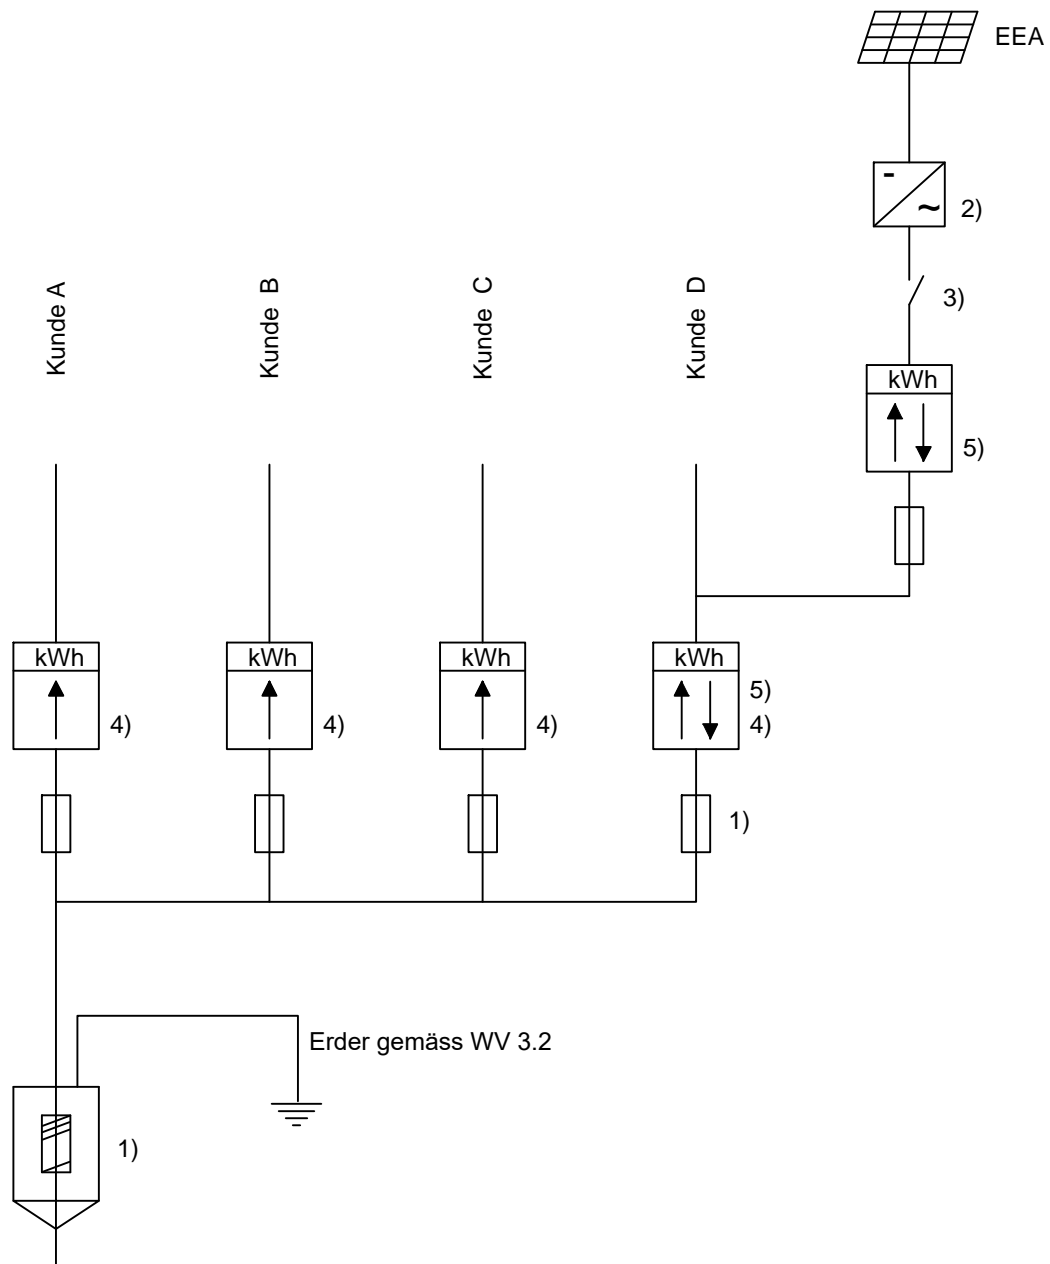 EEA
-
~
2)
3)
Kunde A
Kunde B
Kunde C
Kunde D
kWh
5)
kWh
4)
kWh
4)
kWh
4)
kWh
5)
4)
1)
Erder gemäss WV 3.2
1)